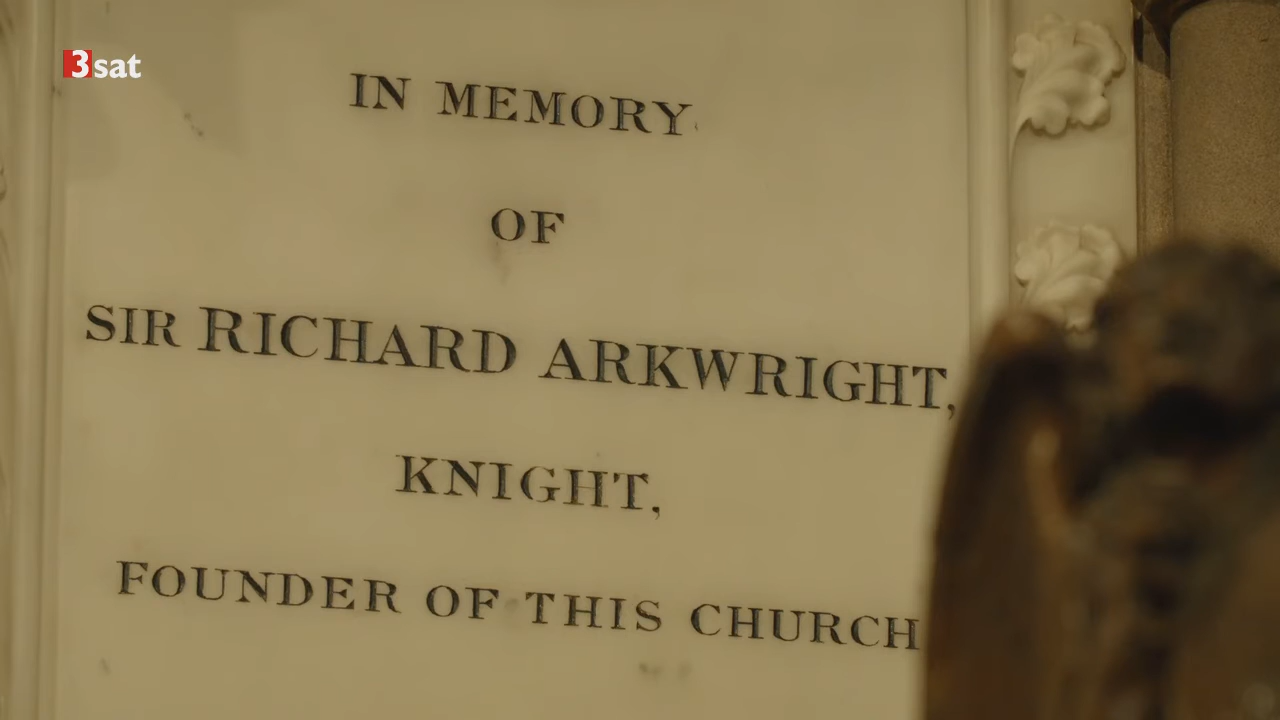 3sat
IN MEMORY
OF
SIR RICHARD ARKWRIGHT,
KNIGHT,
FOUNDER OF THIS CHURCH